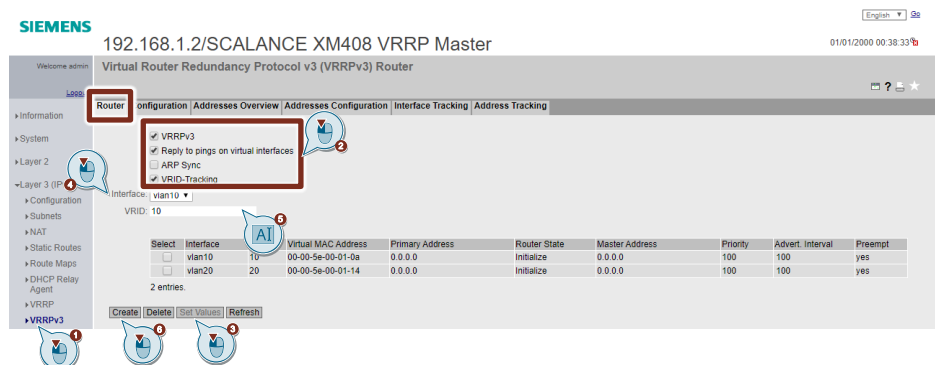 English Go
SIEMENS
192.168.1.2/SCALANCE XM408 VRRP Master
01/01/2000 00:38:33
Welcome admin
Virtual Router Redundancy Protocol v3 (VRRPv3) Router
?
Router onfiguration Addresses Overview Addresses Configuration Interface Tracking Address Tracking
Information
VRRPv3
System
Reply to pings on virtual interfaces
2
Layer 2
ARP Sync
VRID-Tracking
Layer 3 (IP
4
Interface: vlan10
Configuration
VRID: 10
Subnets
5
NAT
AI
Select Interface Virtual MAC Address Primary Address Router State Master Address Priority Advert. Interval Preempt
Static Routes
vlan10 10 00-00-5e-00-01-0a 0.0.0.0 Initialize 0.0.0.0 100 100 yes
Route Maps
vlan20 20 00-00-5e-00-01-14 0.0.0.0 Initialize 0.0.0.0 100 100 yes
DHCP Relay
Agent
2 entries.
VRRP
Create Delete Set Values Refresh
VRRPv3
1
6
3